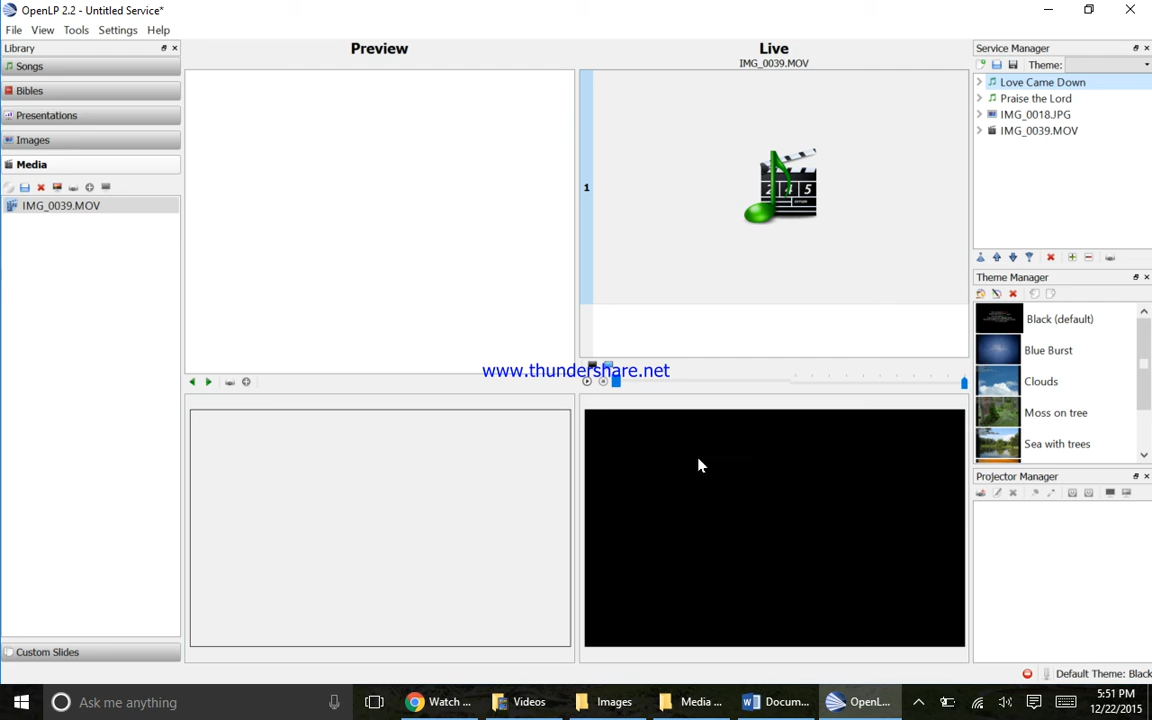 OpenLP 2.2 - Untitled Service*
File View Tools Settings Help
Library
Songs
Bibles
Presentations
Images
Media
IMG_0039.MOV
Custom Slides
Preview
Live
IMG_0039.MOV
1
2 4 5
www.thundershare.net
Service Manager
Theme:
Love Came Down
Praise the Lord
IMG_0018.JPG
IMG_0039.MOV
Theme Manager
Black (default)
Blue Burst
Clouds
Moss on tree
Sea with trees
Projector Manager
Default Theme: Black
Ask me anything
Watch ...
Videos
Images
Media ...
Docum...
OpenL...
5:51 PM
12/22/2015